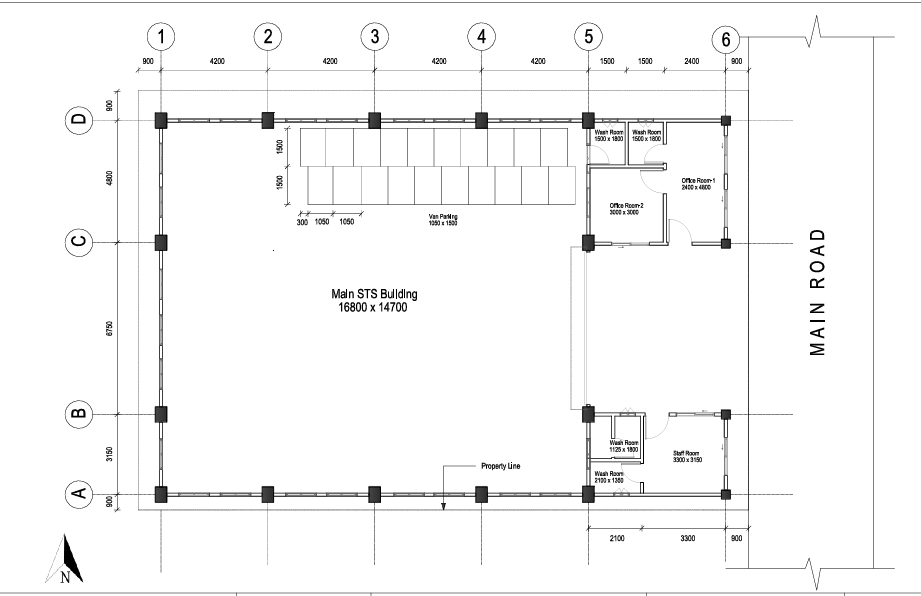 1 2 3 4 5 6
900 4200 4200 4200 4200 1500 1500 2400 900
900
D
1500
Wash Room
1500 x 1800
Wash Room
1500 x 1800
4800
1500
Office Room-1
2400 x 4800
Office Room-2
3000 x 3000
300 1050 1050
Van Parking
1050 x 1500
C
Main STS Building
16800 x 14700
MAIN ROAD
6750
B
3150
Wash Room
1125 x 1800
Staff Room
3300 x 3150
Property Line
Wash Room
2100 x 1350
A
900
2100 3300 900
N